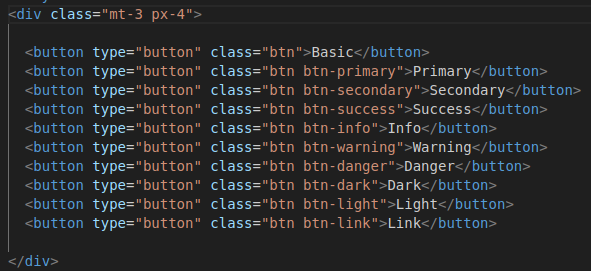 <div class="mt-3 px-4">
<button type="button" class="btn">Basic</button>
<button type="button" class="btn btn-primary">Primary</button>
<button type="button" class="btn btn-secondary">Secondary</button>
<button type="button" class="btn btn-success">Success</button>
<button type="button" class="btn btn-info">Info</button>
<button type="button" class="btn btn-warning">Warning</button>
<button type="button" class="btn btn-danger">Danger</button>
<button type="button" class="btn btn-dark">Dark</button>
<button type="button" class="btn btn-light">Light</button>
<button type="button" class="btn btn-link">Link</button>
</div>